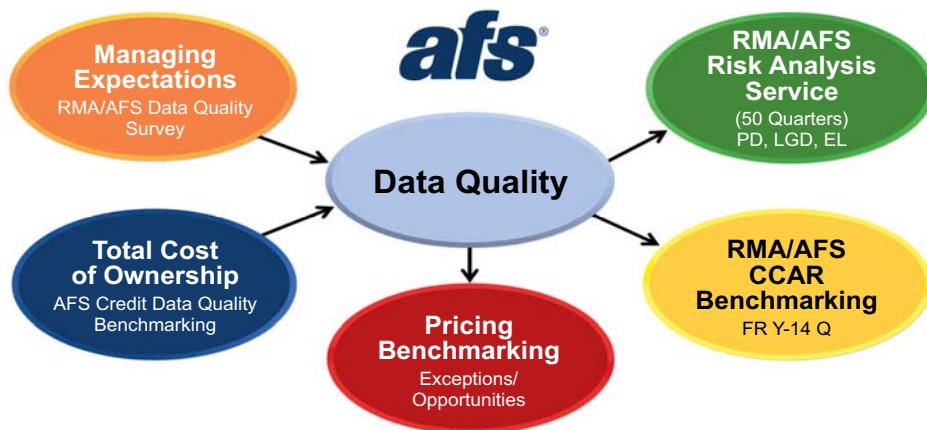 afs®
Managing
Expectations
RMA/AFS Data Quality
Survey
RMA/AFS
Risk Analysis
Service
(50 Quarters)
PD, LGD, EL
Data Quality
Total Cost
of Ownership
AFS Credit Data Quality
Benchmarking
Pricing
Benchmarking
Exceptions/
Opportunities
RMA/AFS
CCAR
Benchmarking
FR Y-14 Q